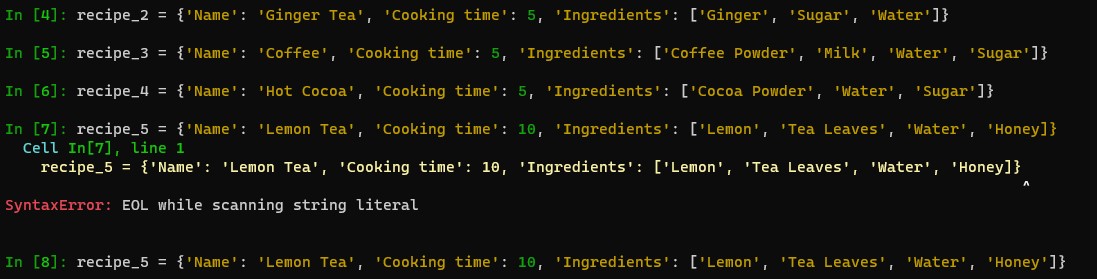 In [4]: recipe_2 = {'Name': 'Ginger Tea', 'Cooking time': 5, 'Ingredients': ['Ginger', 'Sugar', 'Water']}
In [5]: recipe_3 = {'Name': 'Coffee', 'Cooking time': 5, 'Ingredients': ['Coffee Powder', 'Milk', 'Water', 'Sugar']}
In [6]: recipe_4 = {'Name': 'Hot Cocoa', 'Cooking time': 5, 'Ingredients': ['Cocoa Powder', 'Water', 'Sugar']}
In [7]: recipe_5 = {'Name': 'Lemon Tea', 'Cooking time': 10, 'Ingredients': ['Lemon', 'Tea Leaves', 'Water', 'Honey]}
Cell In[7], line 1
recipe_5 = {'Name': 'Lemon Tea', 'Cooking time': 10, 'Ingredients': ['Lemon', 'Tea Leaves', 'Water', 'Honey]}
^
SyntaxError: EOL while scanning string literal
In [8]: recipe_5 = {'Name': 'Lemon Tea', 'Cooking time': 10, 'Ingredients': ['Lemon', 'Tea Leaves', 'Water', 'Honey']}